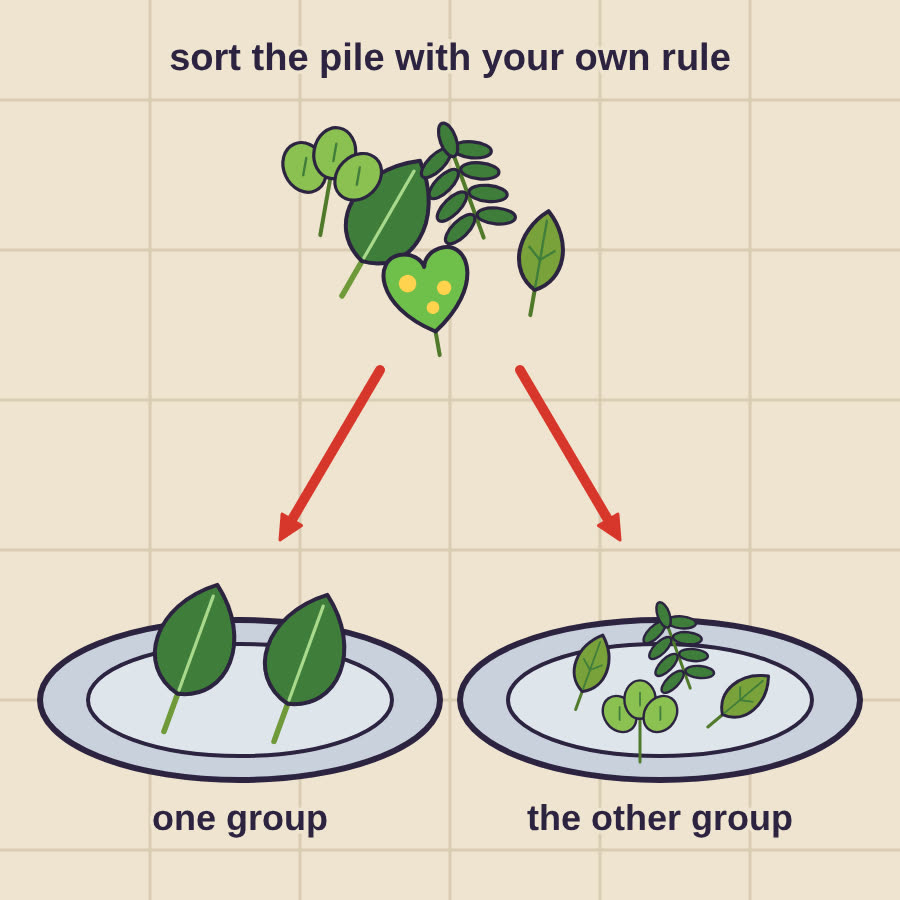 sort the pile with your own rule
one group
the other group